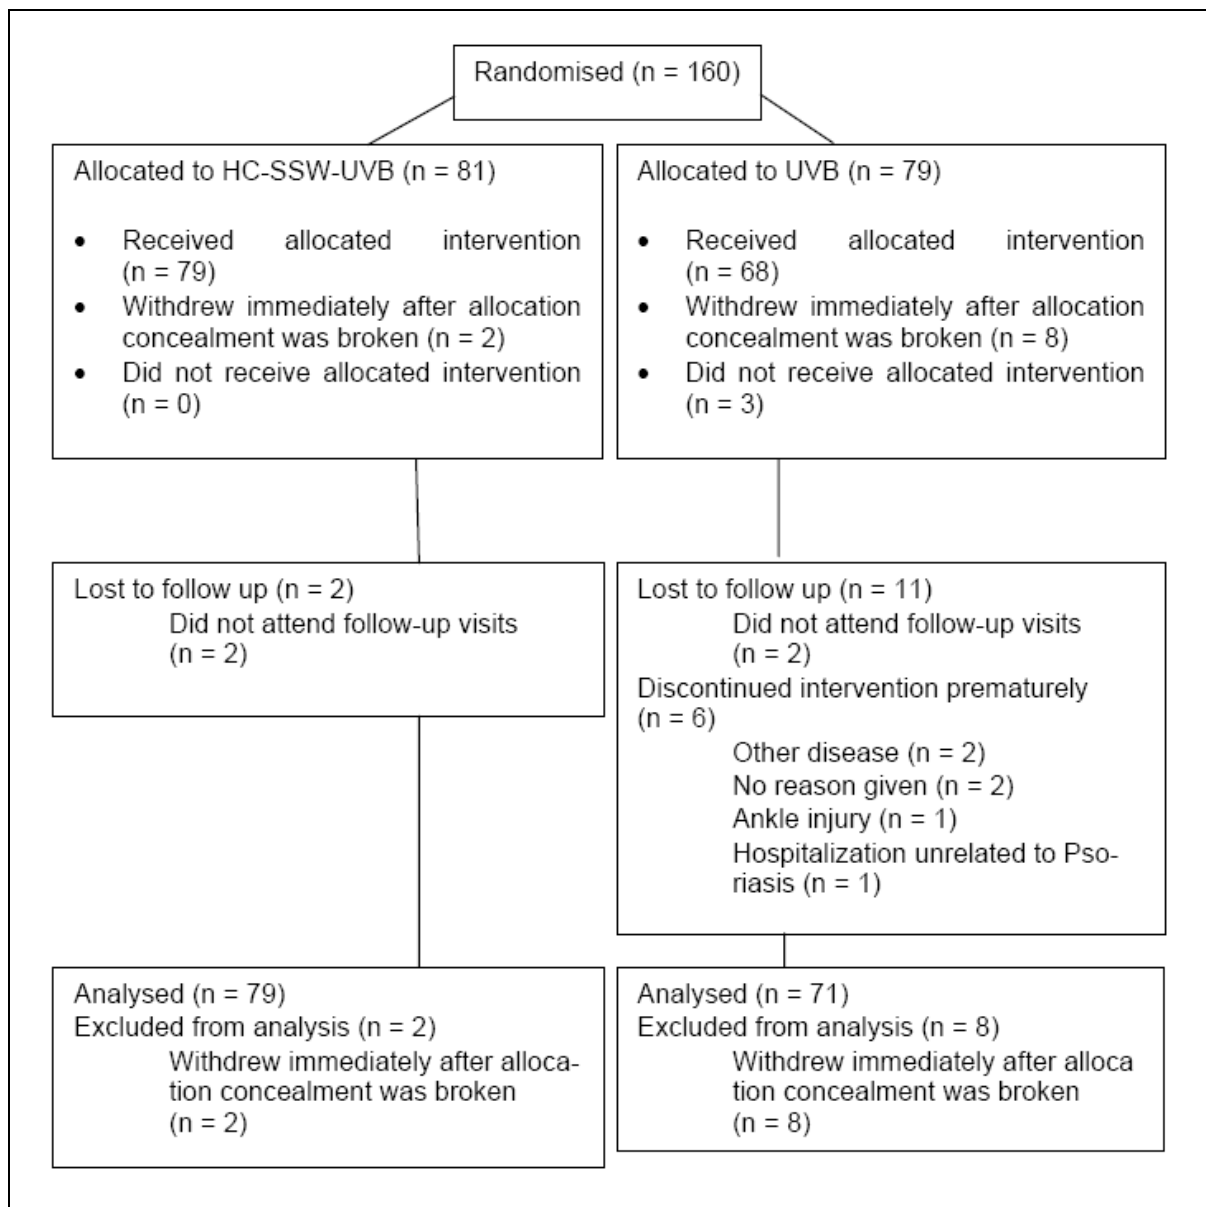 Randomised (n = 160)
Allocated to HC-SSW-UVB (n = 81)
• Received allocated intervention
(n = 79)
• Withdrew immediately after allocation
concealment was broken (n = 2)
• Did not receive allocated intervention
(n = 0)
Allocated to UVB (n = 79)
• Received allocated intervention
(n = 68)
• Withdrew immediately after allocation
concealment was broken (n = 8)
• Did not receive allocated intervention
(n = 3)
Lost to follow up (n = 2)
Did not attend follow-up visits
(n = 2)
Lost to follow up (n = 11)
Did not attend follow-up visits
(n = 2)
Discontinued intervention prematurely
(n = 6)
Other disease (n = 2)
No reason given (n = 2)
Ankle injury (n = 1)
Hospitalization unrelated to Pso-
riasis (n = 1)
Analysed (n = 79)
Excluded from analysis (n = 2)
Withdrew immediately after alloca-
tion concealment was broken
(n = 2)
Analysed (n = 71)
Excluded from analysis (n = 8)
Withdrew immediately after alloca
tion concealment was broken
(n = 8)